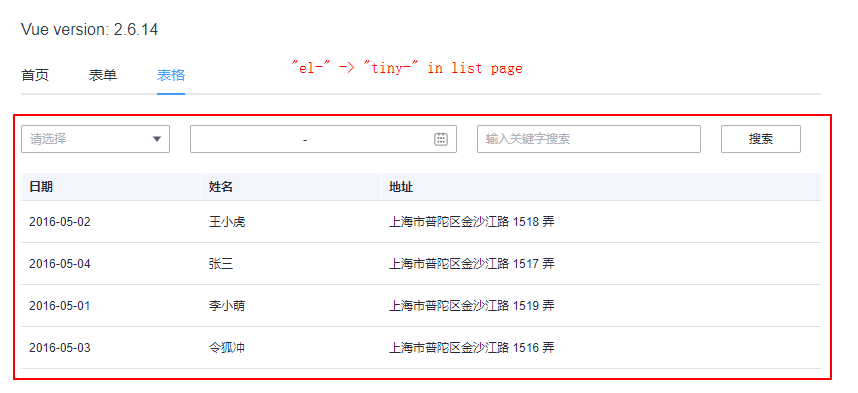 Vue version: 2.6.14
"el-" -> "tiny-" in list page
首页 表单 表格
请选择 - 输入关键字搜索 搜索
日期 姓名 地址
2016-05-02 王小虎 上海市普陀区金沙江路 1518 弄
2016-05-04 张三 上海市普陀区金沙江路 1517 弄
2016-05-01 李小萌 上海市普陀区金沙江路 1519 弄
2016-05-03 令狐冲 上海市普陀区金沙江路 1516 弄